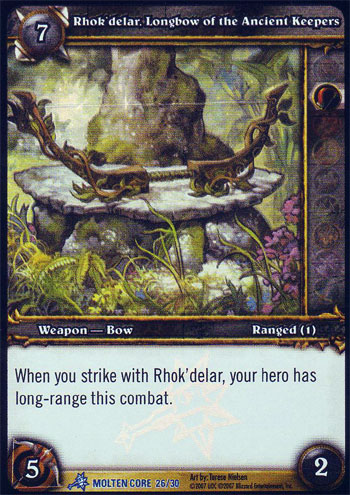 7
Rhok'delar, Longbow of the Ancient Keepers
Weapon — Bow Ranged (1)
When you strike with Rhok'delar, your hero has
long-range this combat.
5
MOLTEN CORE 26/30
Art by: Terese Nielsen
©2007 UDC ©2007 Blizzard Entertainment, Inc.
2